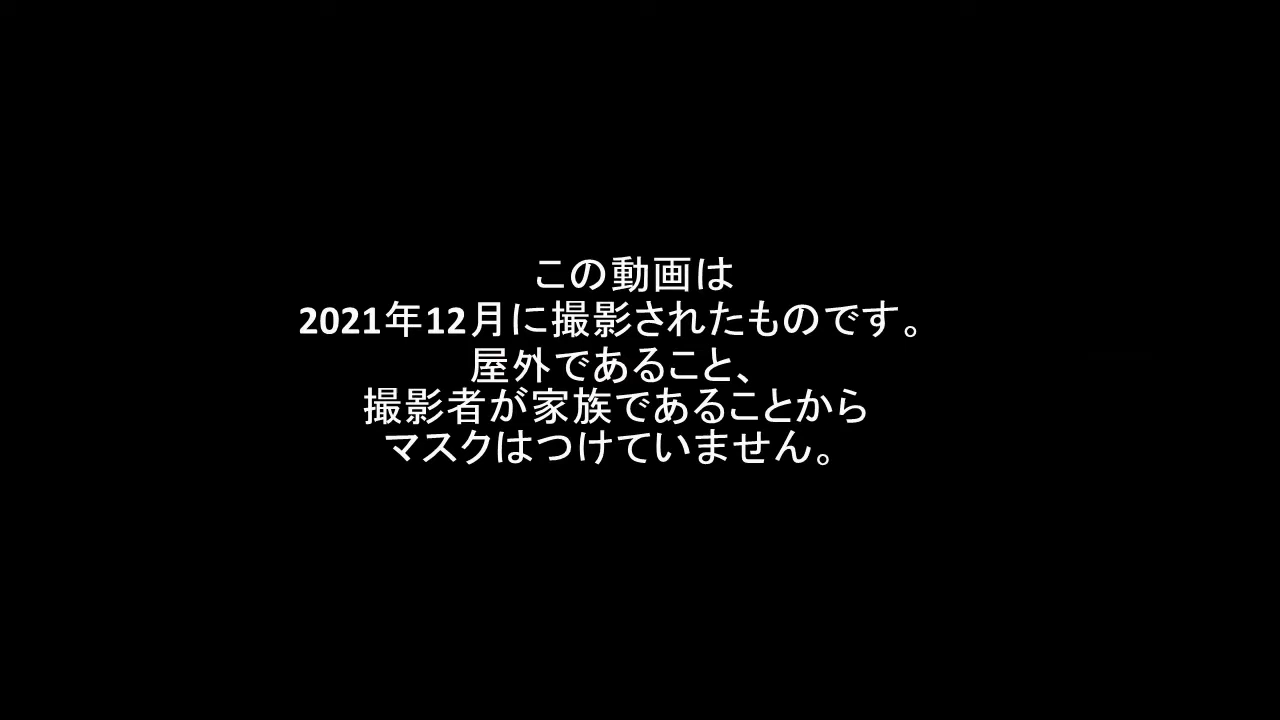 この動画は
2021年12月に撮影されたものです。
屋外であること、
撮影者が家族であることから
マスクはつけていません。